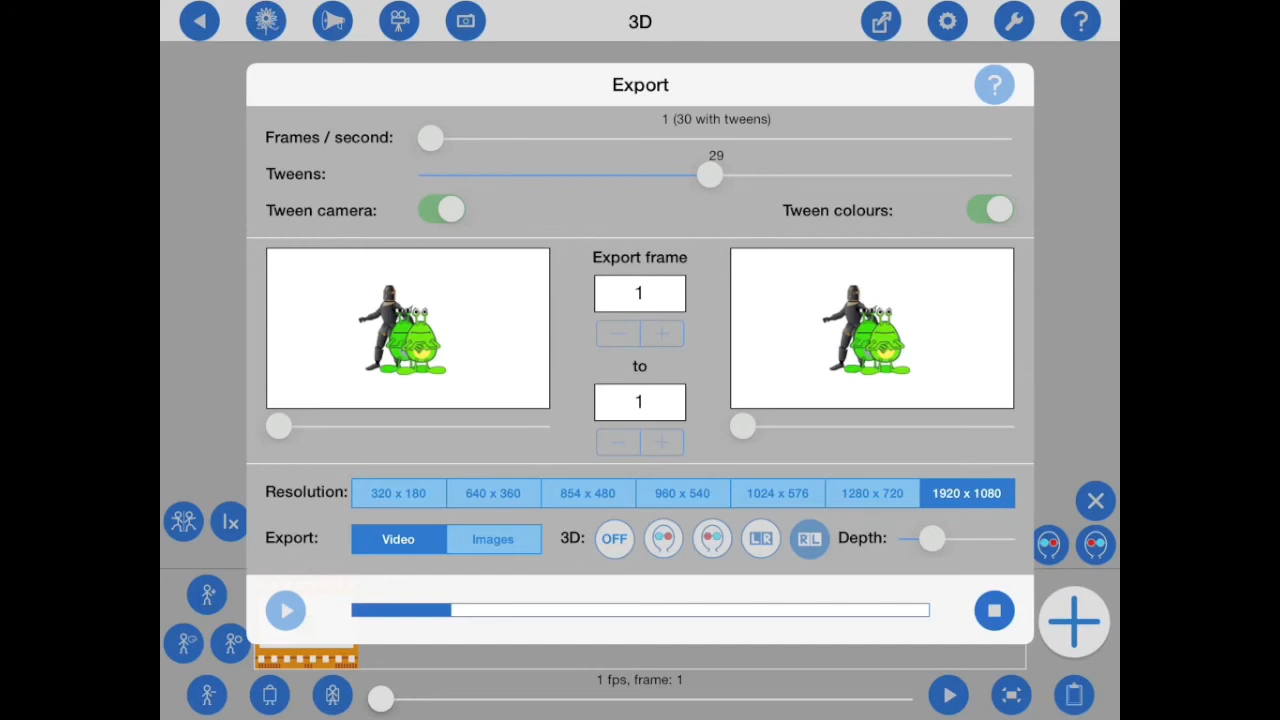 3D
?
Export
?
1 (30 with tweens)
Frames / second:
29
Tweens:
Tween camera:
Tween colours:
Export frame
1
to
1
Resolution:
320 x 180
640 x 360
854 x 480
960 x 540
1024 x 576
1280 x 720
1920 x 1080
1x
Export:
Video
Images
3D:
OFF
L R
R L
Depth:
1 fps, frame: 1